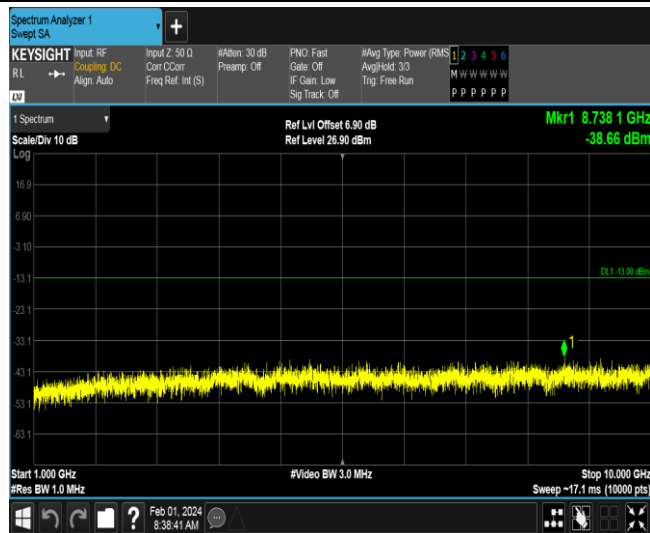 Spectrum Analyzer 1
Swept SA
+
KEYSIGHT
RL
LXI
Input: RF
Coupling: DC
Align: Auto
Input Z: 50 Ω
Corr CCorr
Freq Ref: Int (S)
#Atten: 30 dB
Preamp: Off
PNO: Fast
Gate: Off
IF Gain: Low
Sig Track: Off
#Avg Type: Power (RMS
Avg|Hold: 3/3
Trig: Free Run
1 2 3 4 5 6
M W W W W W
P P P P P P
1 Spectrum
Scale/Div 10 dB
Log
Ref Lvl Offset 6.90 dB
Ref Level 26.90 dBm
Mkr1 8.738 1 GHz
-38.66 dBm
16.9
6.90
-3.10
-13.1
DL1 -13.00 dBm
-23.1
-33.1
1
-43.1
-53.1
-63.1
Start 1.000 GHz
#Res BW 1.0 MHz
#Video BW 3.0 MHz
Stop 10.000 GHz
Sweep ~17.1 ms (10000 pts)
?
Feb 01, 2024
8:38:41 AM